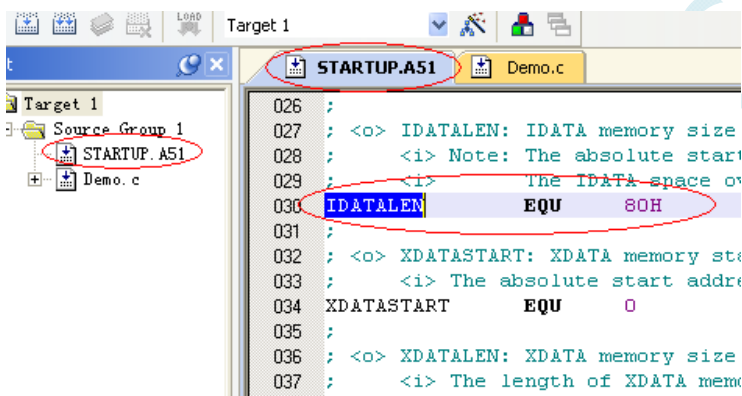 LOAD
Target 1
STARTUP.A51 Demo.c
Target 1
Source Group 1
STARTUP.A51
Demo.c
026 ;
027 ; <o> IDATALEN: IDATA memory size
028 ; <i> Note: The absolute start
029 ; <i> The IDATA space ov
030 IDATALEN EQU 80H
031 ;
032 ; <o> XDATASTART: XDATA memory sta
033 ; <i> The absolute start addre
034 XDATASTART EQU 0
035 ;
036 ; <o> XDATALEN: XDATA memory size
037 ; <i> The length of XDATA memo